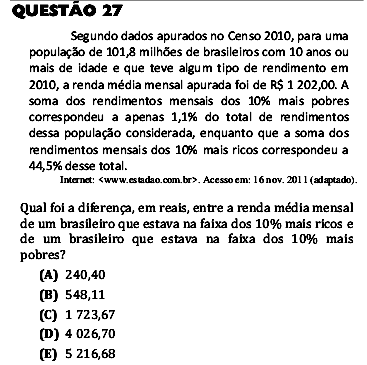 QUESTÃO 27
Segundo dados apurados no Censo 2010, para uma
população de 101,8 milhões de brasileiros com 10 anos ou
mais de idade e que teve algum tipo de rendimento em
2010, a renda média mensal apurada foi de R$ 1 202,00. A
soma dos rendimentos mensais dos 10% mais pobres
correspondeu a apenas 1,1% do total de rendimentos
dessa população considerada, enquanto que a soma dos
rendimentos mensais dos 10% mais ricos correspondeu a
44,5% desse total.
Internet: <www.estadao.com.br>. Acesso em: 16 nov. 2011 (adaptado).
Qual foi a diferença, em reais, entre a renda média mensal
de um brasileiro que estava na faixa dos 10% mais ricos e
de um brasileiro que estava na faixa dos 10% mais
pobres?
(A) 240,40
(B) 548,11
(C) 1 723,67
(D) 4 026,70
(E) 5 216,68